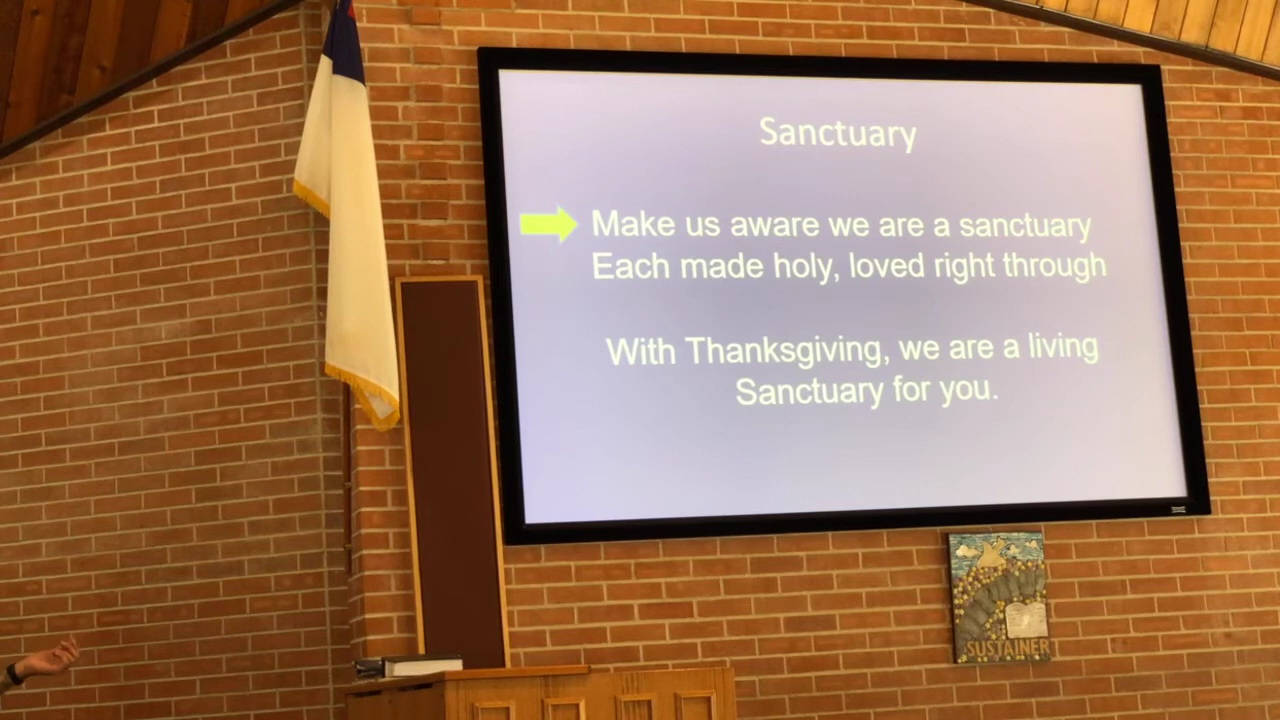 Sanctuary
Make us aware we are a sanctuary
Each made holy, loved right through
With Thanksgiving, we are a living
Sanctuary for you.
SUSTAINER